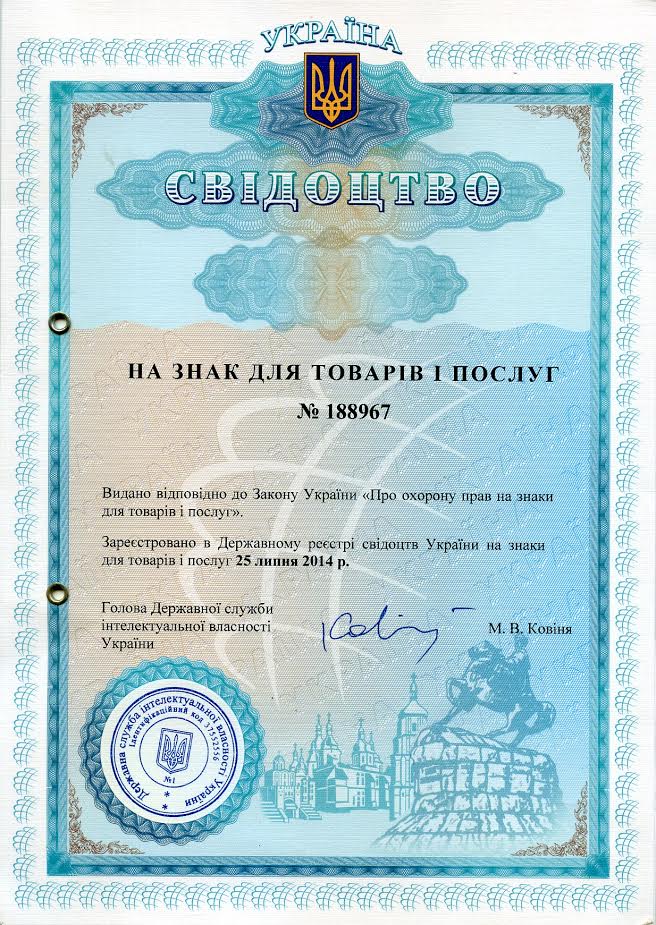 УКРАЇНА
СВІДОЦТВО
НА ЗНАК ДЛЯ ТОВАРІВ І ПОСЛУГ
№ 188967
Видано відповідно до Закону України «Про охорону прав на знаки
для товарів і послуг».
Зареєстровано в Державному реєстрі свідоцтв України на знаки
для товарів і послуг 25 липня 2014 р.
Голова Державної служби
інтелектуальної власності
України
М. В. Ковіня
Державна служба інтелектуальної власності України
ідентифікаційний код 37552556
№1